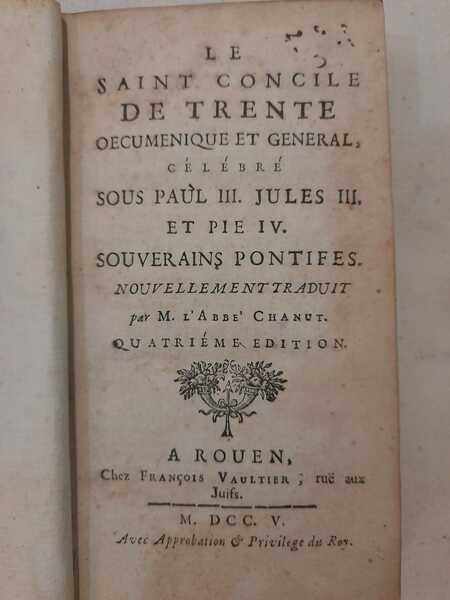 LE
SAINT CONCILE
DE TRENTE
OECUMENIQUE ET GENERAL,
CÉLÉBRÉ
SOUS PAUL III. JULES III.
ET PIE IV.
SOUVERAINS PONTIFES.
NOUVELLEMENT TRADUIT
par M. L'ABBE' CHANUT.
QUATRIÉME EDITION.
A ROUEN,
Chez FRANÇOIS VAULTIER ; ruë aux
Juifs.
M. DCC. V.
Avec Approbation & Privilege du Roy.